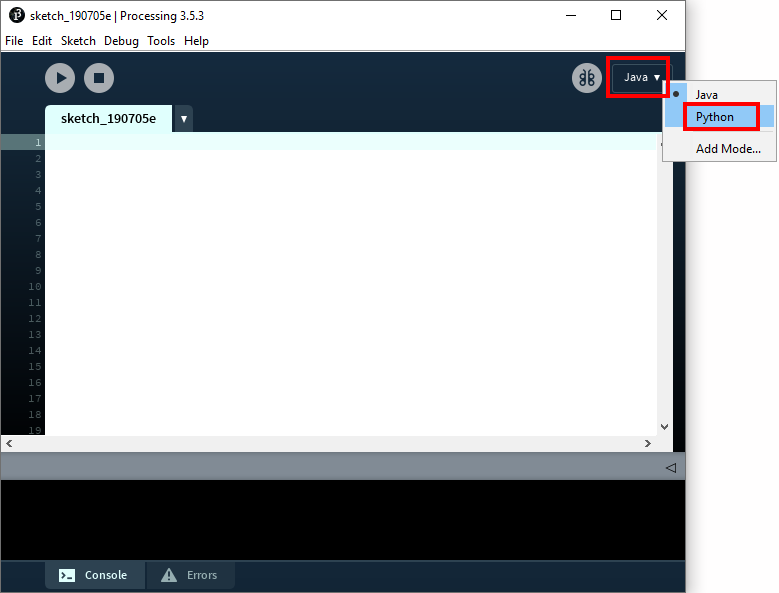 sketch_190705e | Processing 3.5.3
File Edit Sketch Debug Tools Help
Java
Java
Python
Add Mode...
sketch_190705e
1
2
3
4
5
6
7
8
9
10
11
12
13
14
15
16
17
18
19
Console Errors